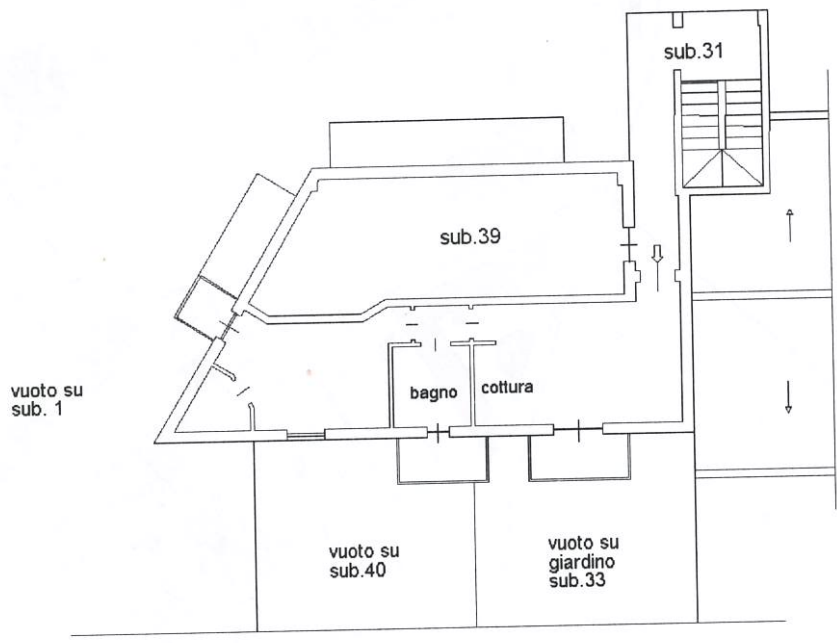 sub.31
sub.39
vuoto su
sub. 1
bagno
cottura
vuoto su
sub.40
vuoto su
giardino
sub.33